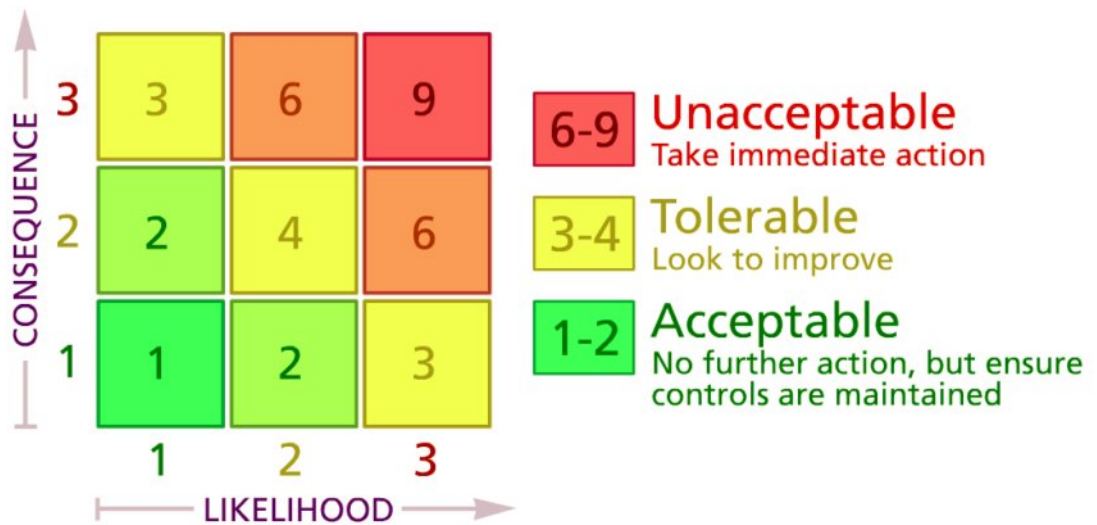 CONSEQUENCE
3 3 6 9
2 2 4 6
1 1 2 3
1 2 3
LIKELIHOOD
6-9 Unacceptable
Take immediate action
3-4 Tolerable
Look to improve
1-2 Acceptable
No further action, but ensure
controls are maintained